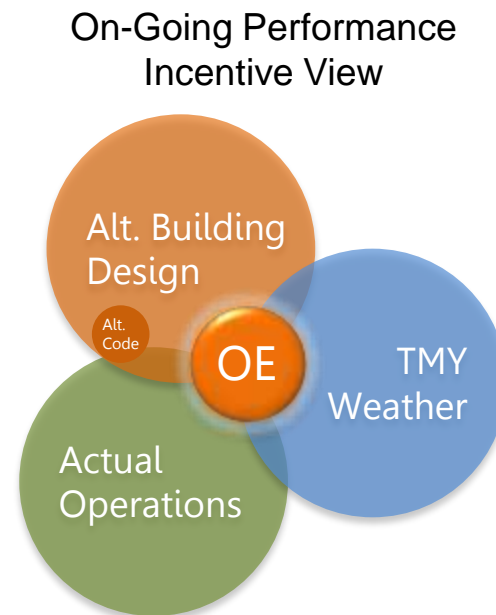 On-Going Performance
Incentive View
Alt. Building
Design
Alt.
Code
OE
TMY
Weather
Actual
Operations